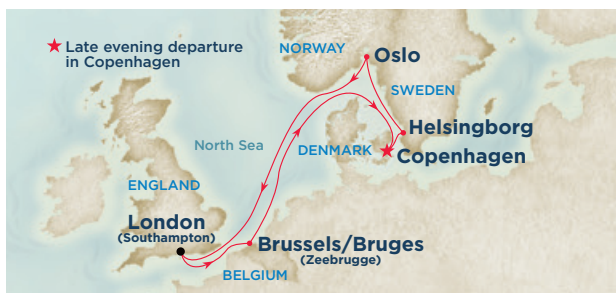 Late evening departure
in Copenhagen
NORWAY
Oslo
SWEDEN
Helsingborg
North Sea
DENMARK
Copenhagen
ENGLAND
London
(Southampton)
Brussels/Bruges
(Zeebrugge)
BELGIUM